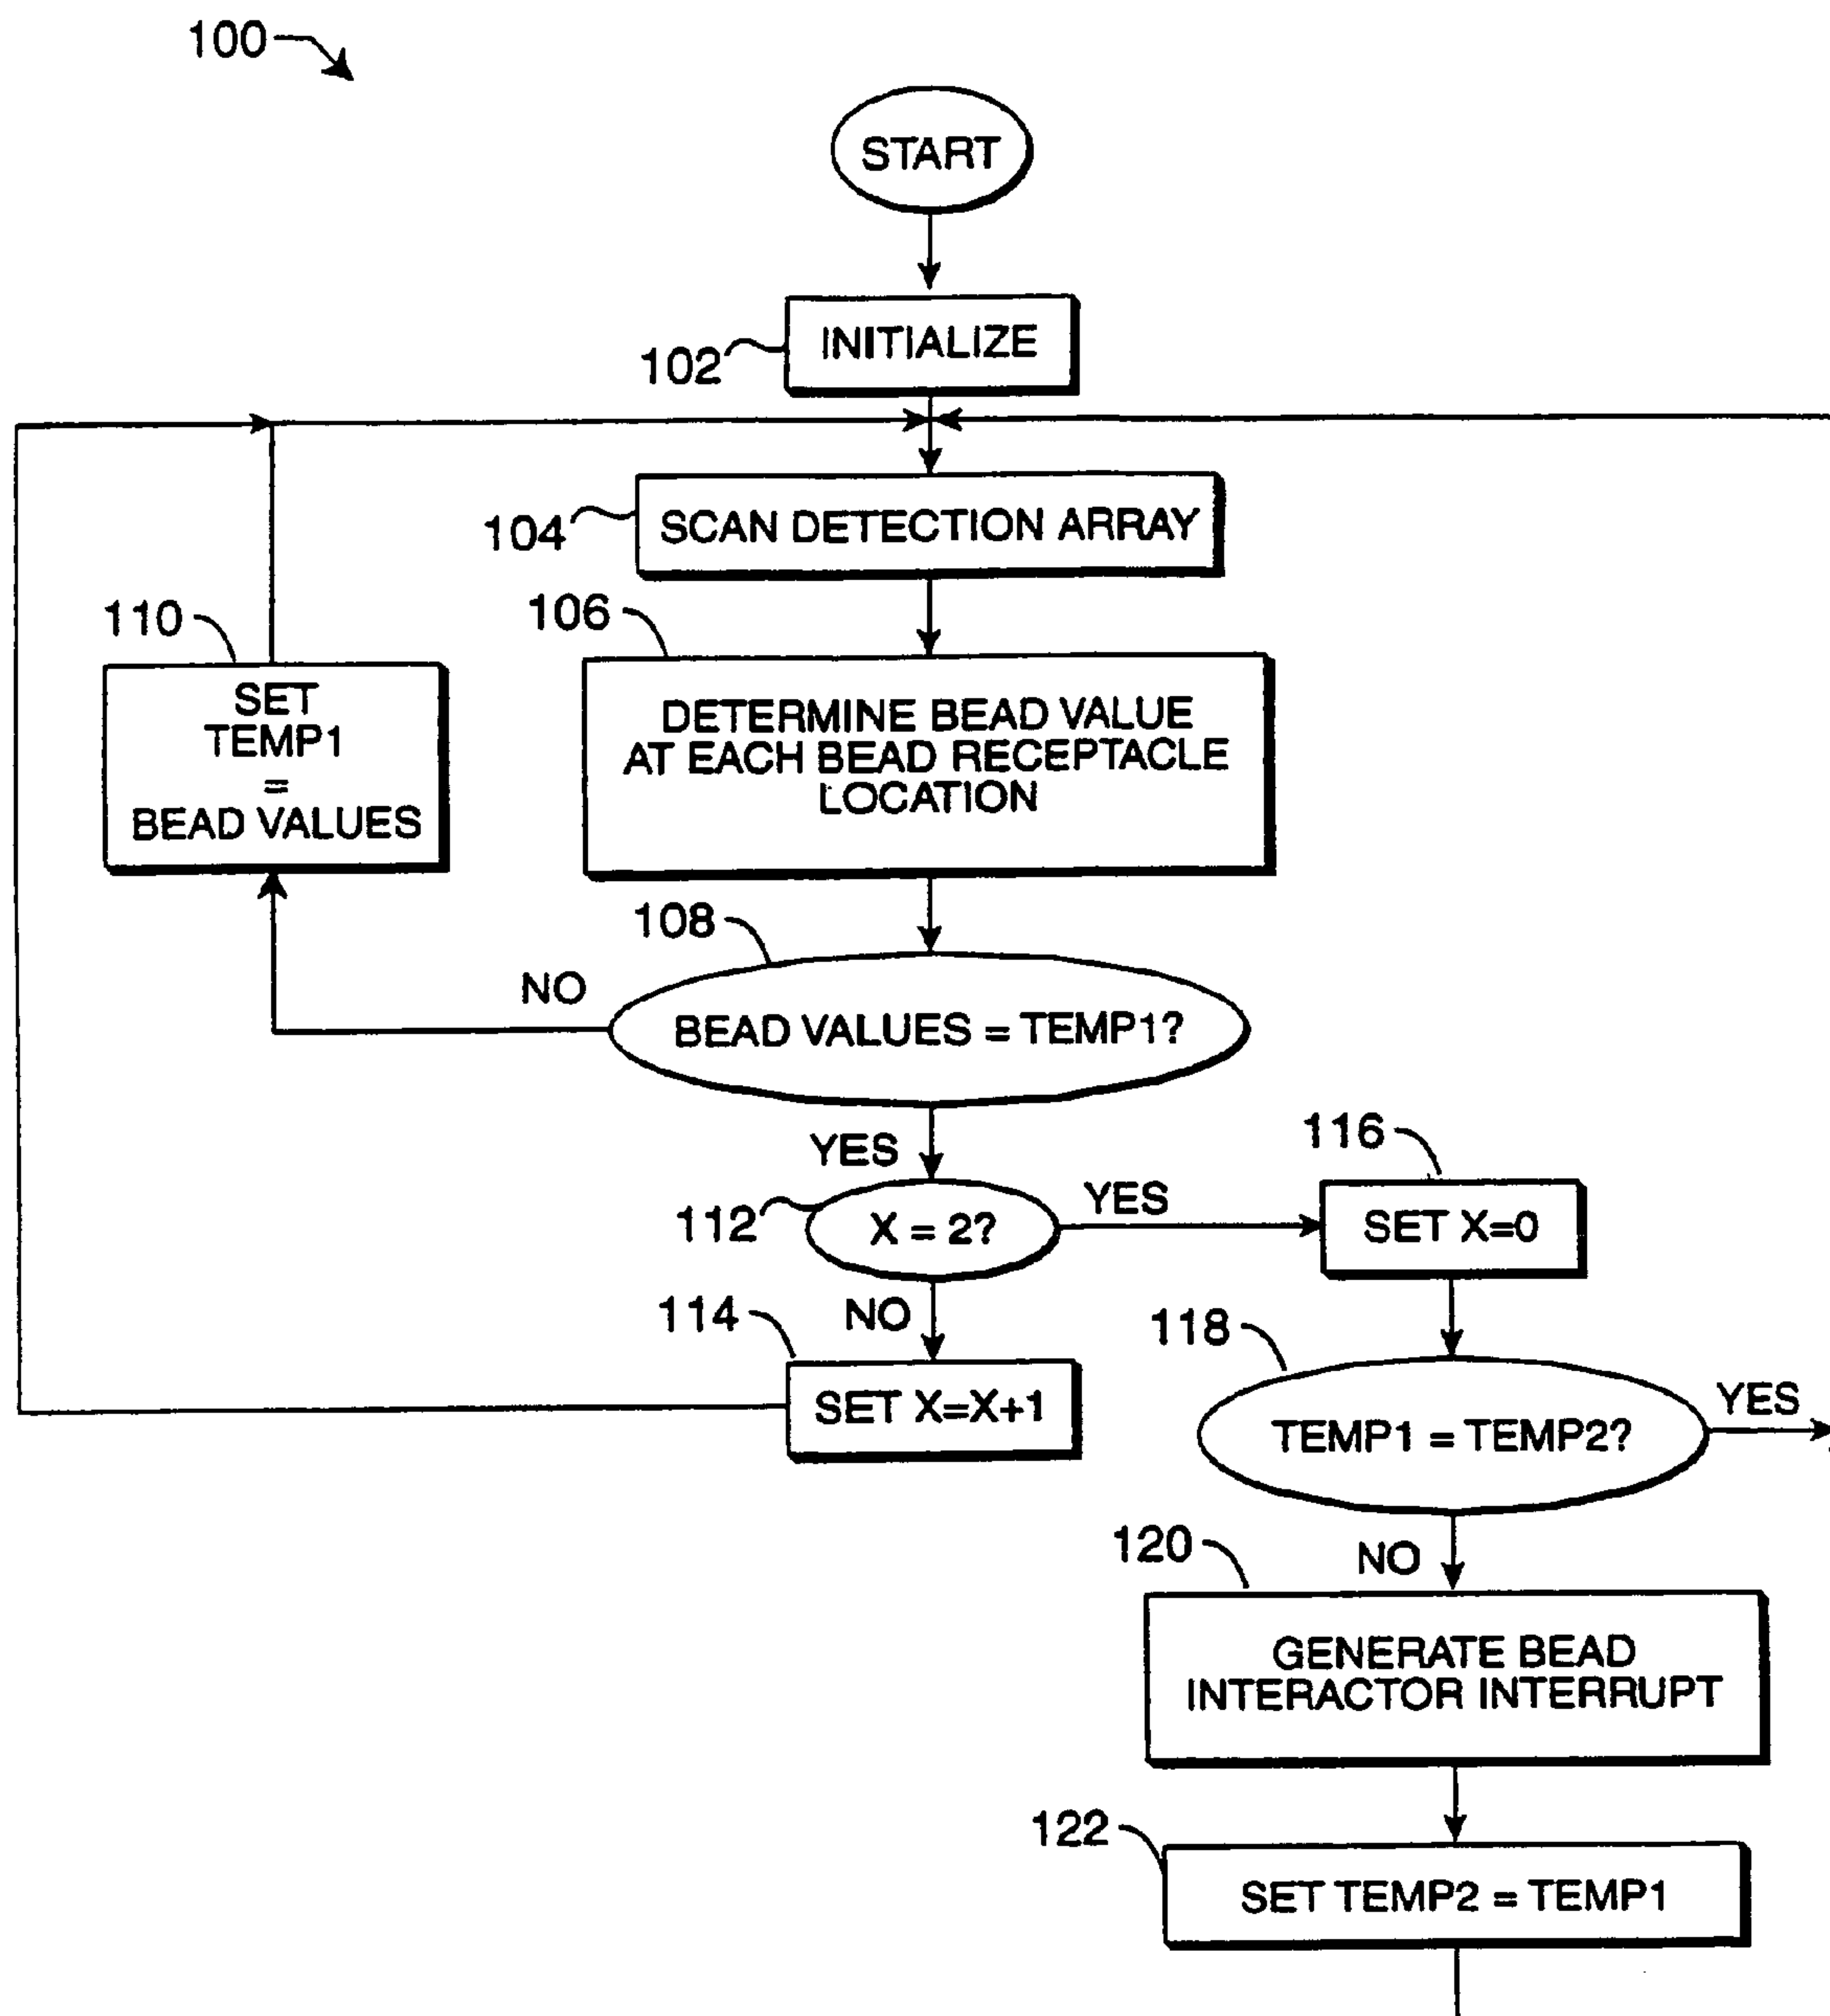 100
START
102
INITIALIZE
104
SCAN DETECTION ARRAY
106
DETERMINE BEAD VALUE
AT EACH BEAD RECEPTACLE
LOCATION
110
SET
TEMP1
=
BEAD VALUES
108
NO
BEAD VALUES = TEMP1?
YES
112
X = 2?
YES
116
SET X=0
NO
114
SET X=X+1
118
TEMP1 = TEMP2?
YES
NO
120
GENERATE BEAD
INTERACTOR INTERRUPT
122
SET TEMP2 = TEMP1